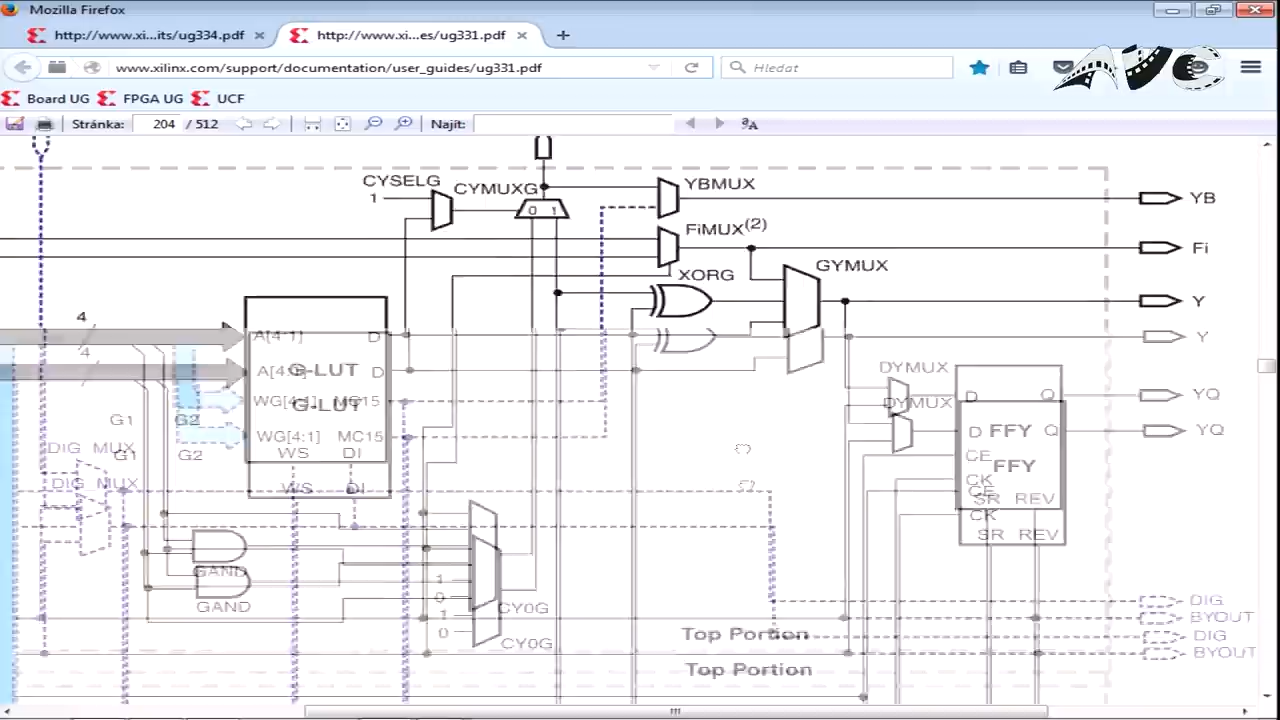 Mozilla Firefox
http://www.xi...its/ug334.pdf × http://www.xi...es/ug331.pdf × +
www.xilinx.com/support/documentation/user_guides/ug331.pdf
Hledat
AVC
Board UG FPGA UG UCF
Stránka: 204 / 512 Najít:
CYSELG
1
CYMUXG
0 1
YBMUX
YB
FiMUX(2)
Fi
XORG
GYMUX
Y
4
A[4:1] D
Y
4
A[4:1] G-LUT D
DYMUX
WG[4:1] G-LUT MC15
DYMUX
D Q
YQ
G1 G2
WG[4:1] MC15
D FFY Q
YQ
DIG MUX
G1 G2
WS DI
CE
FFY
DIG MUX
WS DI
CK
CE
SR REV
CK
SR REV
GAND
1
0
GAND
CY0G
1
0
CY0G
DIG
BYOUT
Top Portion
DIG
BYOUT
Top Portion